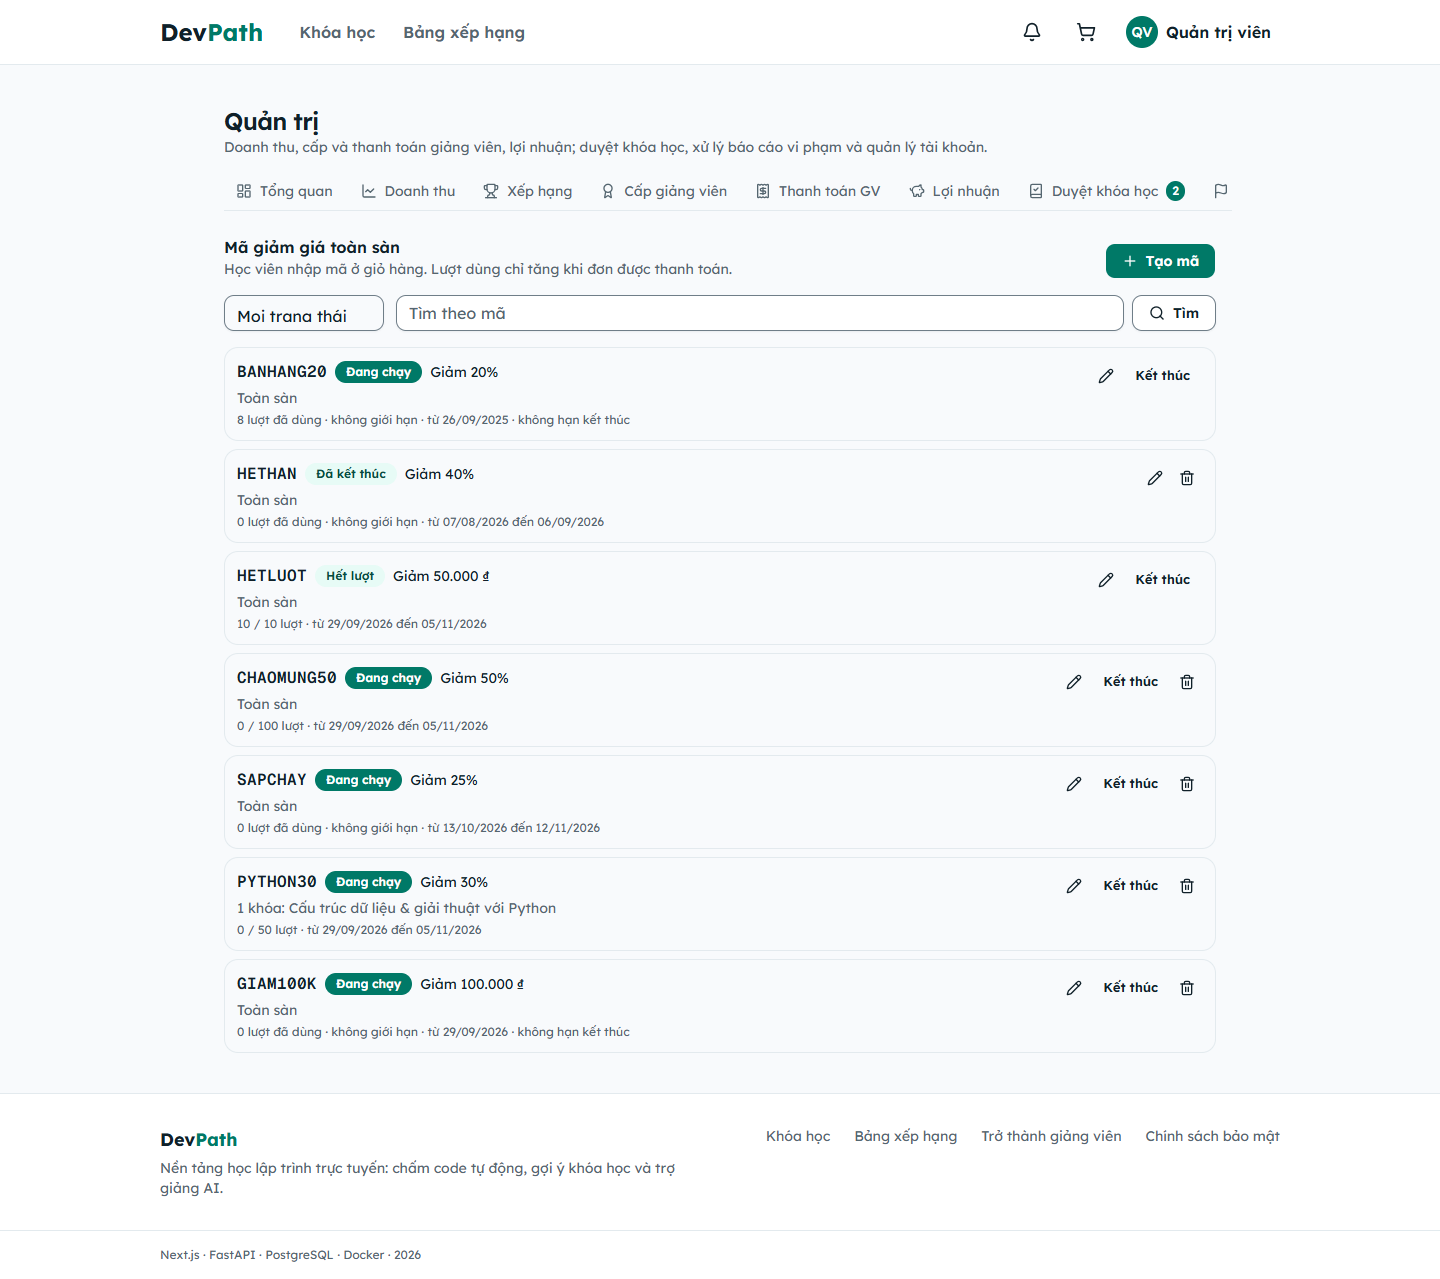 DevPath
Khóa học
Bảng xếp hạng
QV
Quản trị viên
Quản trị
Doanh thu, cấp và thanh toán giảng viên, lợi nhuận; duyệt khóa học, xử lý báo cáo vi phạm và quản lý tài khoản.
Tổng quan
Doanh thu
Xếp hạng
Cấp giảng viên
Thanh toán GV
Lợi nhuận
Duyệt khóa học 2
Mã giảm giá toàn sàn
Học viên nhập mã ở giỏ hàng. Lượt dùng chỉ tăng khi đơn được thanh toán.
Tạo mã
Mọi trạng thái
Tìm theo mã
Tìm
BANHANG20 Đang chạy Giảm 20%
Kết thúc
Toàn sàn
8 lượt đã dùng · không giới hạn · từ 26/09/2025 · không hạn kết thúc
HETHAN Đã kết thúc Giảm 40%
Toàn sàn
0 lượt đã dùng · không giới hạn · từ 07/08/2026 đến 06/09/2026
HETLUOT Hết lượt Giảm 50.000 ₫
Kết thúc
Toàn sàn
10 / 10 lượt · từ 29/09/2026 đến 05/11/2026
CHAOMUNG50 Đang chạy Giảm 50%
Kết thúc
Toàn sàn
0 / 100 lượt · từ 29/09/2026 đến 05/11/2026
SAPCHAY Đang chạy Giảm 25%
Kết thúc
Toàn sàn
0 lượt đã dùng · không giới hạn · từ 13/10/2026 đến 12/11/2026
PYTHON30 Đang chạy Giảm 30%
Kết thúc
1 khóa: Cấu trúc dữ liệu & giải thuật với Python
0 / 50 lượt · từ 29/09/2026 đến 05/11/2026
GIAM100K Đang chạy Giảm 100.000 ₫
Kết thúc
Toàn sàn
0 lượt đã dùng · không giới hạn · từ 29/09/2026 · không hạn kết thúc
DevPath
Nền tảng học lập trình trực tuyến: chấm code tự động, gợi ý khóa học và trợ
giảng AI.
Khóa học
Bảng xếp hạng
Trở thành giảng viên
Chính sách bảo mật
Next.js · FastAPI · PostgreSQL · Docker · 2026